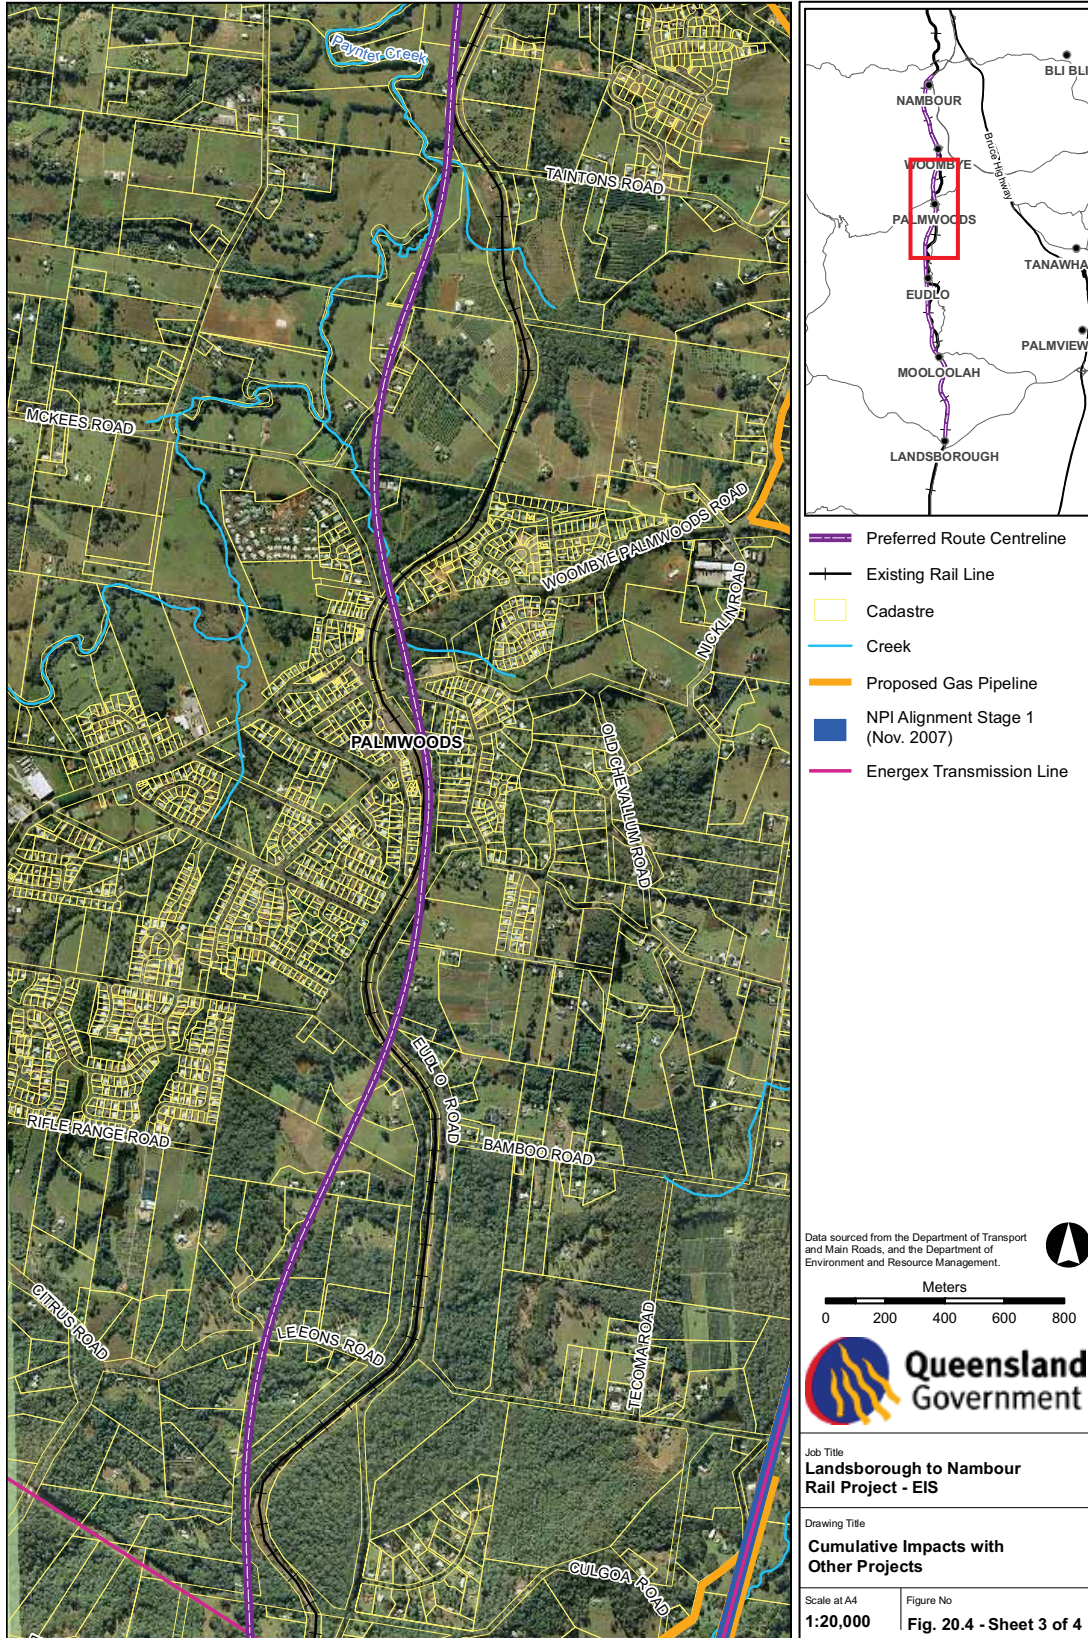 Paynter Creek
TAINTONS ROAD
MCKEES ROAD
WOOMBYE PALMWOODS ROAD
NICKLIN ROAD
PALMWOODS
OLD CHEVALLUM ROAD
EUDLO ROAD
BAMBOO ROAD
RIFLE RANGE ROAD
CITRUS ROAD
LEEONS ROAD
TECOMA ROAD
CULGOA ROAD
BLI BLI
NAMBOUR
Bruce Highway
WOOMBYE
PALMWOODS
TANAWHA
EUDLO
PALMVIEW
MOOLOOLAH
LANDSBOROUGH
Preferred Route Centreline
Existing Rail Line
Cadastre
Creek
Proposed Gas Pipeline
NPI Alignment Stage 1
(Nov. 2007)
Energex Transmission Line
Data sourced from the Department of Transport
and Main Roads, and the Department of
Environment and Resource Management.
Meters
0 200 400 600 800
Queensland
Government
Job Title
Landsborough to Nambour
Rail Project - EIS
Drawing Title
Cumulative Impacts with
Other Projects
Scale at A4
1:20,000
Figure No
Fig. 20.4 - Sheet 3 of 4